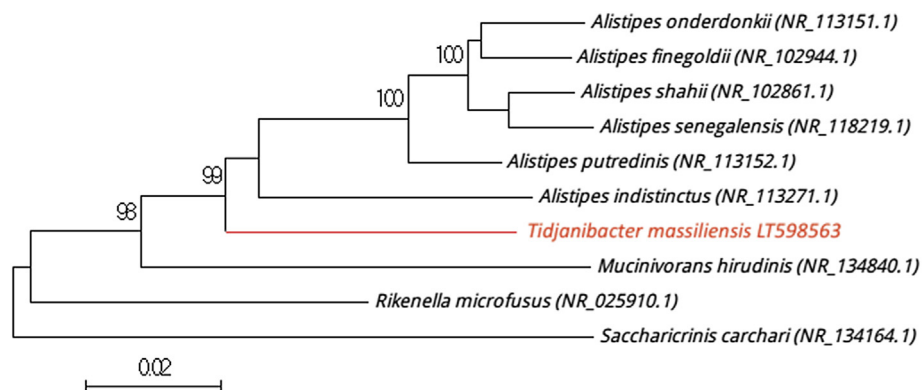 Alistipes onderdonkii (NR_113151.1)
100
Alistipes finegoldii (NR_102944.1)
Alistipes shahii (NR_102861.1)
100
Alistipes senegalensis (NR_118219.1)
Alistipes putredinis (NR_113152.1)
99
Alistipes indistinctus (NR_113271.1)
98
Tidjanibacter massiliensis LT598563
Mucinivorans hirudinis (NR_134840.1)
Rikenella microfusus (NR_025910.1)
Saccharicrinis carchari (NR_134164.1)
0.02